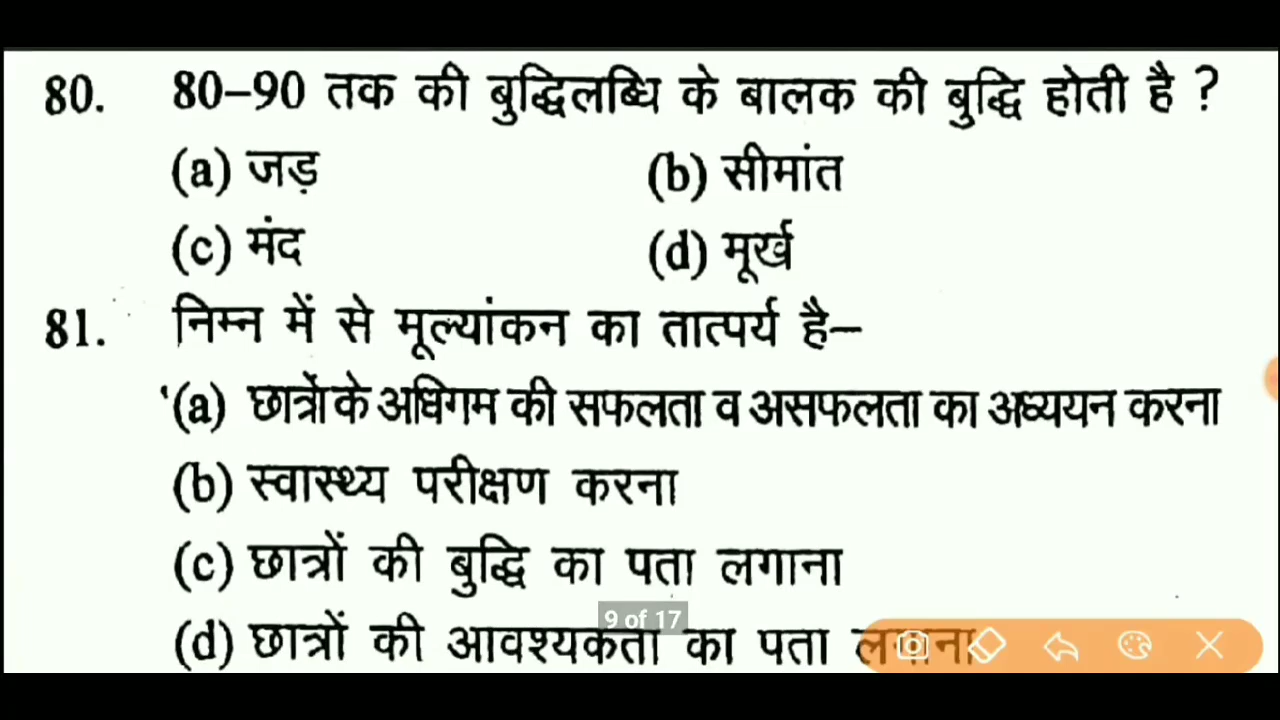 80. 80–90 तक की बुद्धिलब्धि के बालक की बुद्धि होती है ?
(a) जड़ (b) सीमांत
(c) मंद (d) मूर्ख
81. निम्न में से मूल्यांकन का तात्पर्य है–
(a) छात्रों के अधिगम की सफलता व असफलता का अध्ययन करना
(b) स्वास्थ्य परीक्षण करना
(c) छात्रों की बुद्धि का पता लगाना
9 of 17
(d) छात्रों की आवश्यकता का पता लगाना